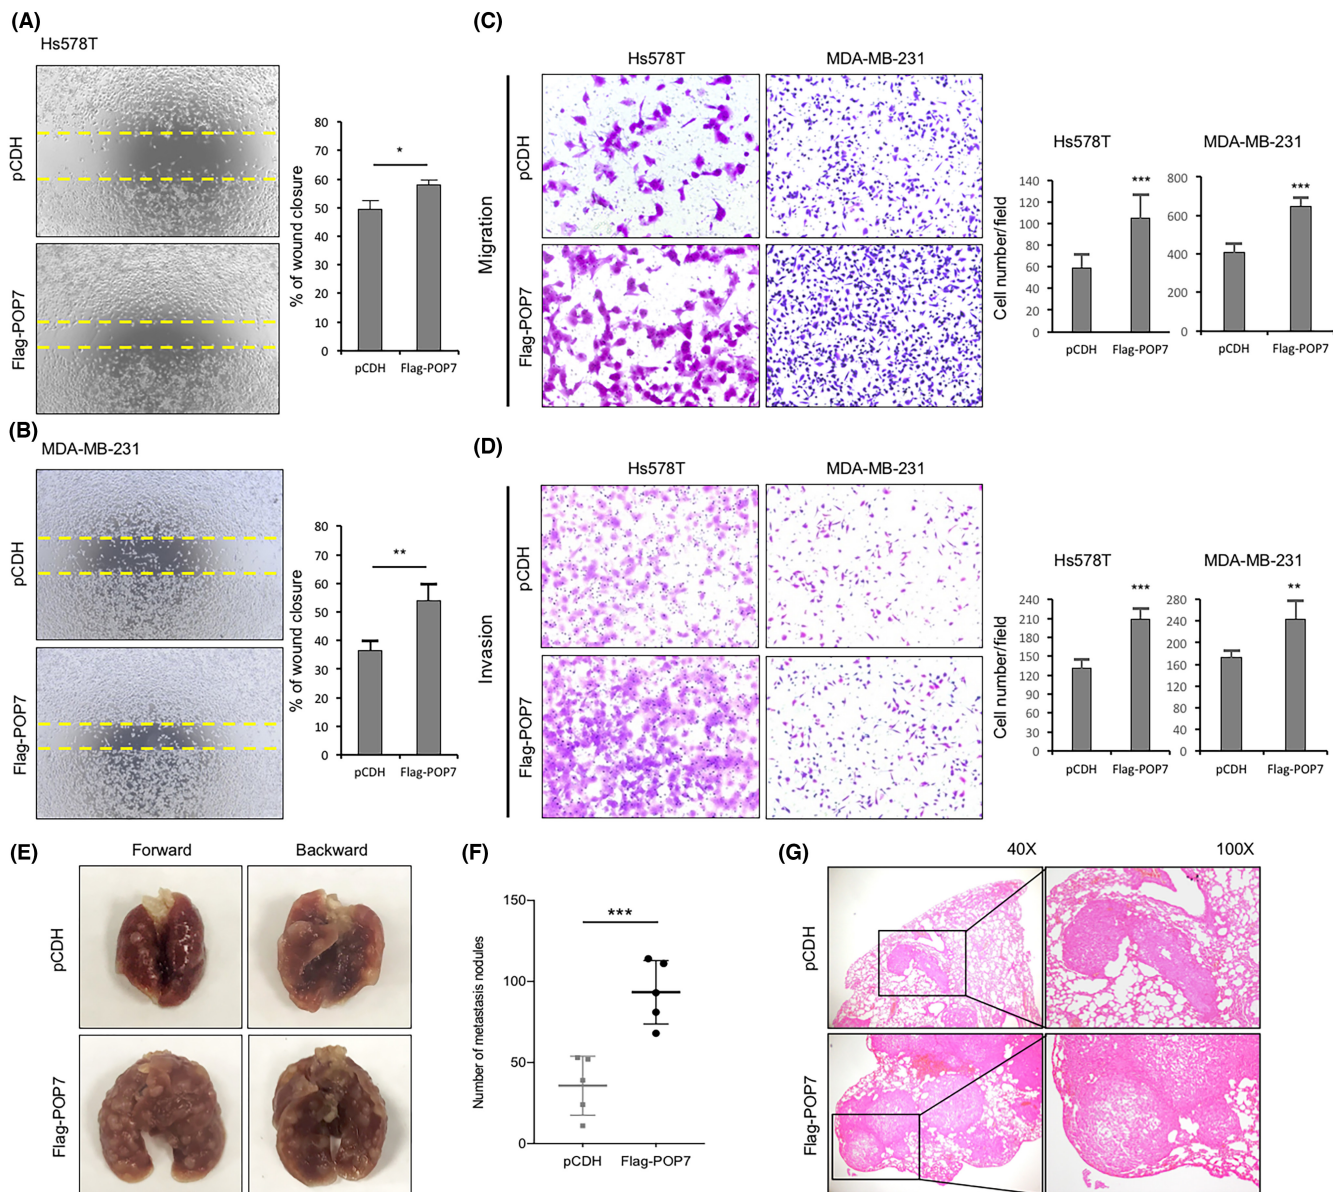 (A)
Hs578T
pCDH
Flag-POP7
% of wound closure
80
70
60
50
40
30
20
10
0
*
pCDH Flag-POP7
(B)
MDA-MB-231
pCDH
Flag-POP7
% of wound closure
80
70
60
50
40
30
20
10
0
**
pCDH Flag-POP7
(C)
Hs578T MDA-MB-231
Migration
pCDH
Flag-POP7
Hs578T
Cell number/field
140
120
100
80
60
40
20
0
***
pCDH Flag-POP7
MDA-MB-231
800
600
400
200
0
***
pCDH Flag-POP7
(D)
Hs578T MDA-MB-231
Invasion
pCDH
Flag-POP7
Hs578T
Cell number/field
240
210
180
150
120
90
60
30
0
***
pCDH Flag-POP7
MDA-MB-231
280
240
200
160
120
80
40
0
**
pCDH Flag-POP7
(E)
Forward Backward
pCDH
Flag-POP7
(F)
Number of metastasis nodules
150
100
50
0
***
pCDH Flag-POP7
(G)
40X 100X
pCDH
Flag-POP7